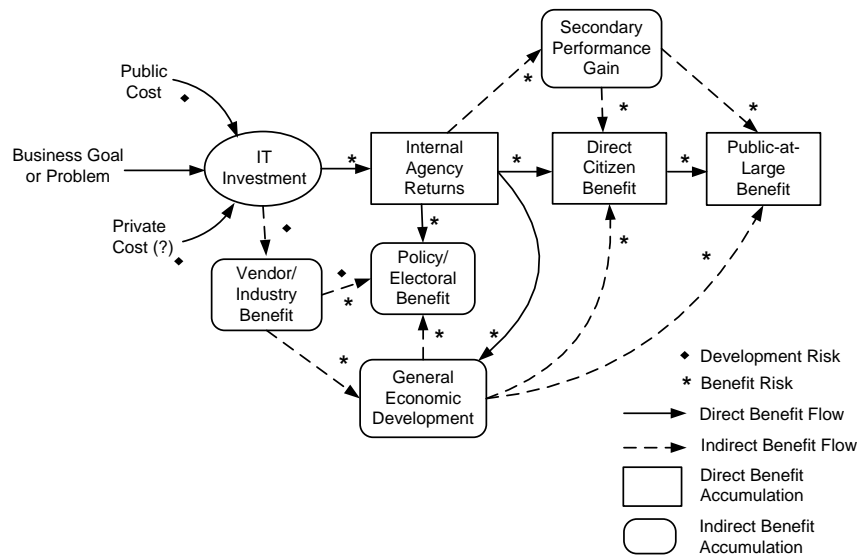 Secondary
Performance
Gain
Public
Cost
Business Goal
or Problem
IT
Investment
Internal
Agency
Returns
Direct
Citizen
Benefit
Public-at-
Large
Benefit
Private
Cost (?)
Vendor/
Industry
Benefit
Policy/
Electoral
Benefit
General
Economic
Development
Development Risk
* Benefit Risk
Direct Benefit Flow
Indirect Benefit Flow
Direct Benefit
Accumulation
Indirect Benefit
Accumulation